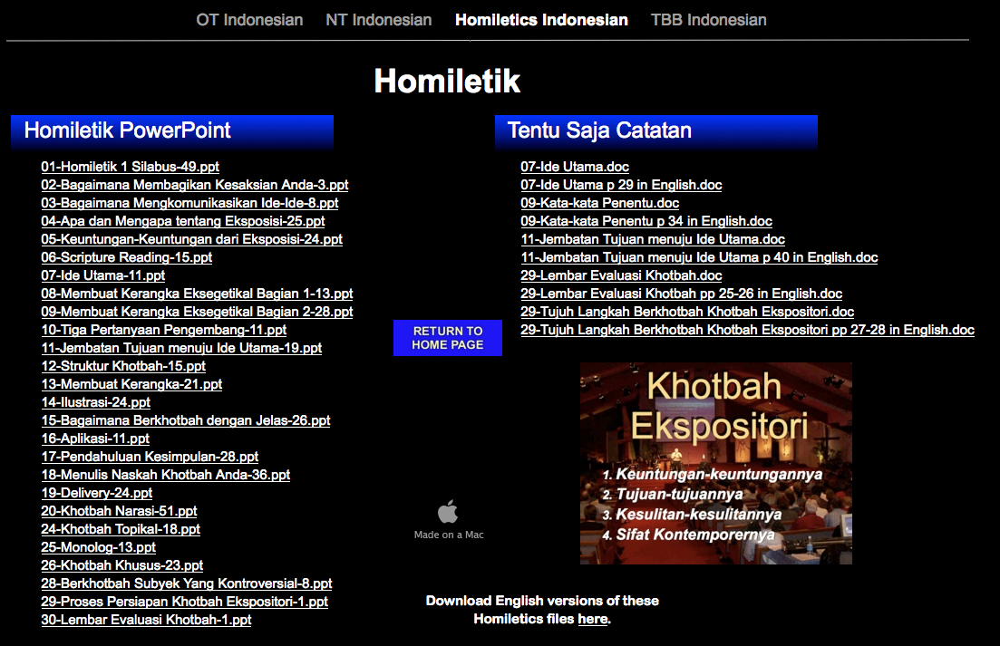 OT Indonesian NT Indonesian Homiletics Indonesian TBB Indonesian
Homiletik
Homiletik PowerPoint
01-Homiletik 1 Silabus-49.ppt
02-Bagaimana Membagikan Kesaksian Anda-3.ppt
03-Bagaimana Mengkomunikasikan Ide-Ide-8.ppt
04-Apa dan Mengapa tentang Eksposisi-25.ppt
05-Keuntungan-Keuntungan dari Eksposisi-24.ppt
06-Scripture Reading-15.ppt
07-Ide Utama-11.ppt
08-Membuat Kerangka Eksegetikal Bagian 1-13.ppt
09-Membuat Kerangka Eksegetikal Bagian 2-28.ppt
10-Tiga Pertanyaan Pengembang-11.ppt
11-Jembatan Tujuan menuju Ide Utama-19.ppt
12-Struktur Khotbah-15.ppt
13-Membuat Kerangka-21.ppt
14-Ilustrasi-24.ppt
15-Bagaimana Berkhotbah dengan Jelas-26.ppt
16-Aplikasi-11.ppt
17-Pendahuluan Kesimpulan-28.ppt
18-Menulis Naskah Khotbah Anda-36.ppt
19-Delivery-24.ppt
20-Khotbah Narasi-51.ppt
24-Khotbah Topikal-18.ppt
25-Monolog-13.ppt
26-Khotbah Khusus-23.ppt
28-Berkhotbah Subyek Yang Kontroversial-8.ppt
29-Proses Persiapan Khotbah Ekspositori-1.ppt
30-Lembar Evaluasi Khotbah-1.ppt
RETURN TO
HOME PAGE
Made on a Mac
Tentu Saja Catatan
07-Ide Utama.doc
07-Ide Utama p 29 in English.doc
09-Kata-kata Penentu.doc
09-Kata-kata Penentu p 34 in English.doc
11-Jembatan Tujuan menuju Ide Utama.doc
11-Jembatan Tujuan menuju Ide Utama p 40 in English.doc
29-Lembar Evaluasi Khotbah.doc
29-Lembar Evaluasi Khotbah pp 25-26 in English.doc
29-Tujuh Langkah Berkhotbah Khotbah Ekspositori.doc
29-Tujuh Langkah Berkhotbah Khotbah Ekspositori pp 27-28 in English.doc
Khotbah
Ekspositori
1. Keuntungan-keuntungannya
2. Tujuan-tujuannya
3. Kesulitan-kesulitannya
4. Sifat Kontemporernya
Download English versions of these
Homiletics files here.